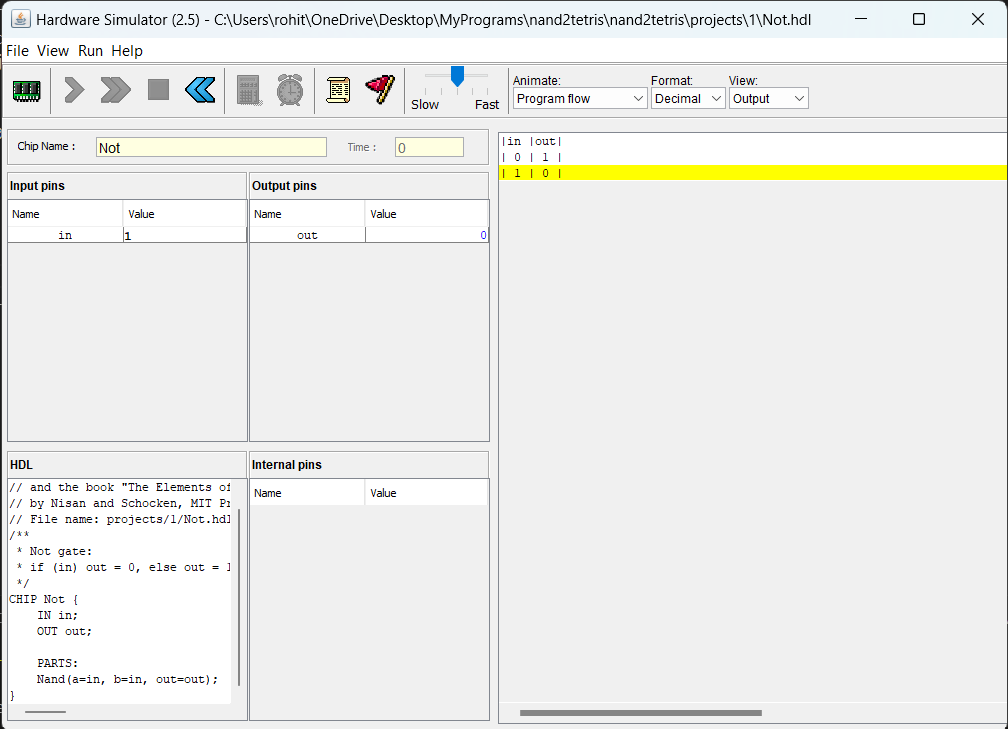 Hardware Simulator (2.5) - C:\Users\rohit\OneDrive\Desktop\MyPrograms\nand2tetris\nand2tetris\projects\1\Not.hdl
File View Run Help
Slow Fast
Animate: Format: View:
Program flow Decimal Output
Chip Name : Not Time : 0
Input pins
Name Value
in 1
Output pins
Name Value
out 0
HDL
// and the book "The Elements of
// by Nisan and Schocken, MIT Pr
// File name: projects/1/Not.hdl
/**
* Not gate:
* if (in) out = 0, else out = 1
*/
CHIP Not {
IN in;
OUT out;
PARTS:
Nand(a=in, b=in, out=out);
}
Internal pins
Name Value
|in |out|
| 0 | 1 |
| 1 | 0 |